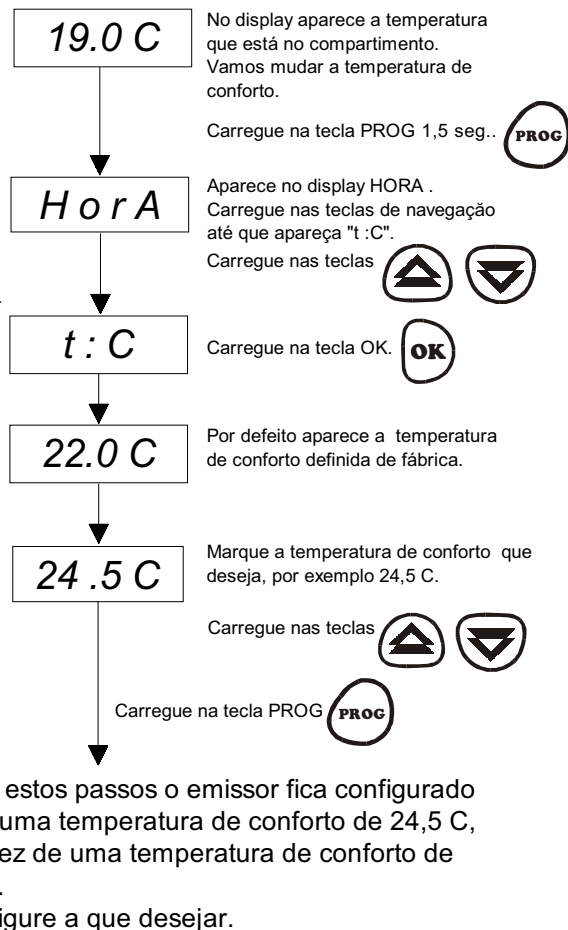 19.0 C
No display aparece a temperatura
que está no compartimento.
Vamos mudar a temperatura de
conforto.
Carregue na tecla PROG 1,5 seg..
PROG
H o r A
Aparece no display HORA .
Carregue nas teclas de navegação
até que apareça "t :C".
Carregue nas teclas
t : C
Carregue na tecla OK.
OK
22.0 C
Por defeito aparece a temperatura
de conforto definida de fábrica.
24 .5 C
Marque a temperatura de conforto que
deseja, por exemplo 24,5 C.
Carregue nas teclas
Carregue na tecla PROG
PROG
estos passos o emissor fica configurado
uma temperatura de conforto de 24,5 C,
ez de uma temperatura de conforto de
.
igure a que desejar.